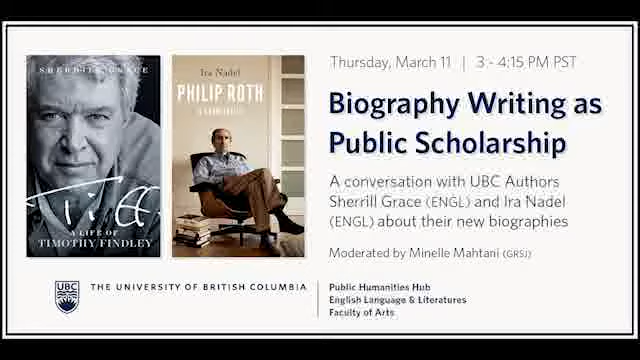 SHERRILL GRACE
Tiff
A LIFE OF
TIMOTHY FINDLEY
Ira Nadel
PHILIP ROTH
Thursday, March 11 | 3 - 4:15 PM PST
Biography Writing as
Public Scholarship
A conversation with UBC Authors
Sherrill Grace (ENGL) and Ira Nadel
(ENGL) about their new biographies
Moderated by Minelle Mahtani (GRSJ)
UBC
THE UNIVERSITY OF BRITISH COLUMBIA
Public Humanities Hub
English Language & Literatures
Faculty of Arts